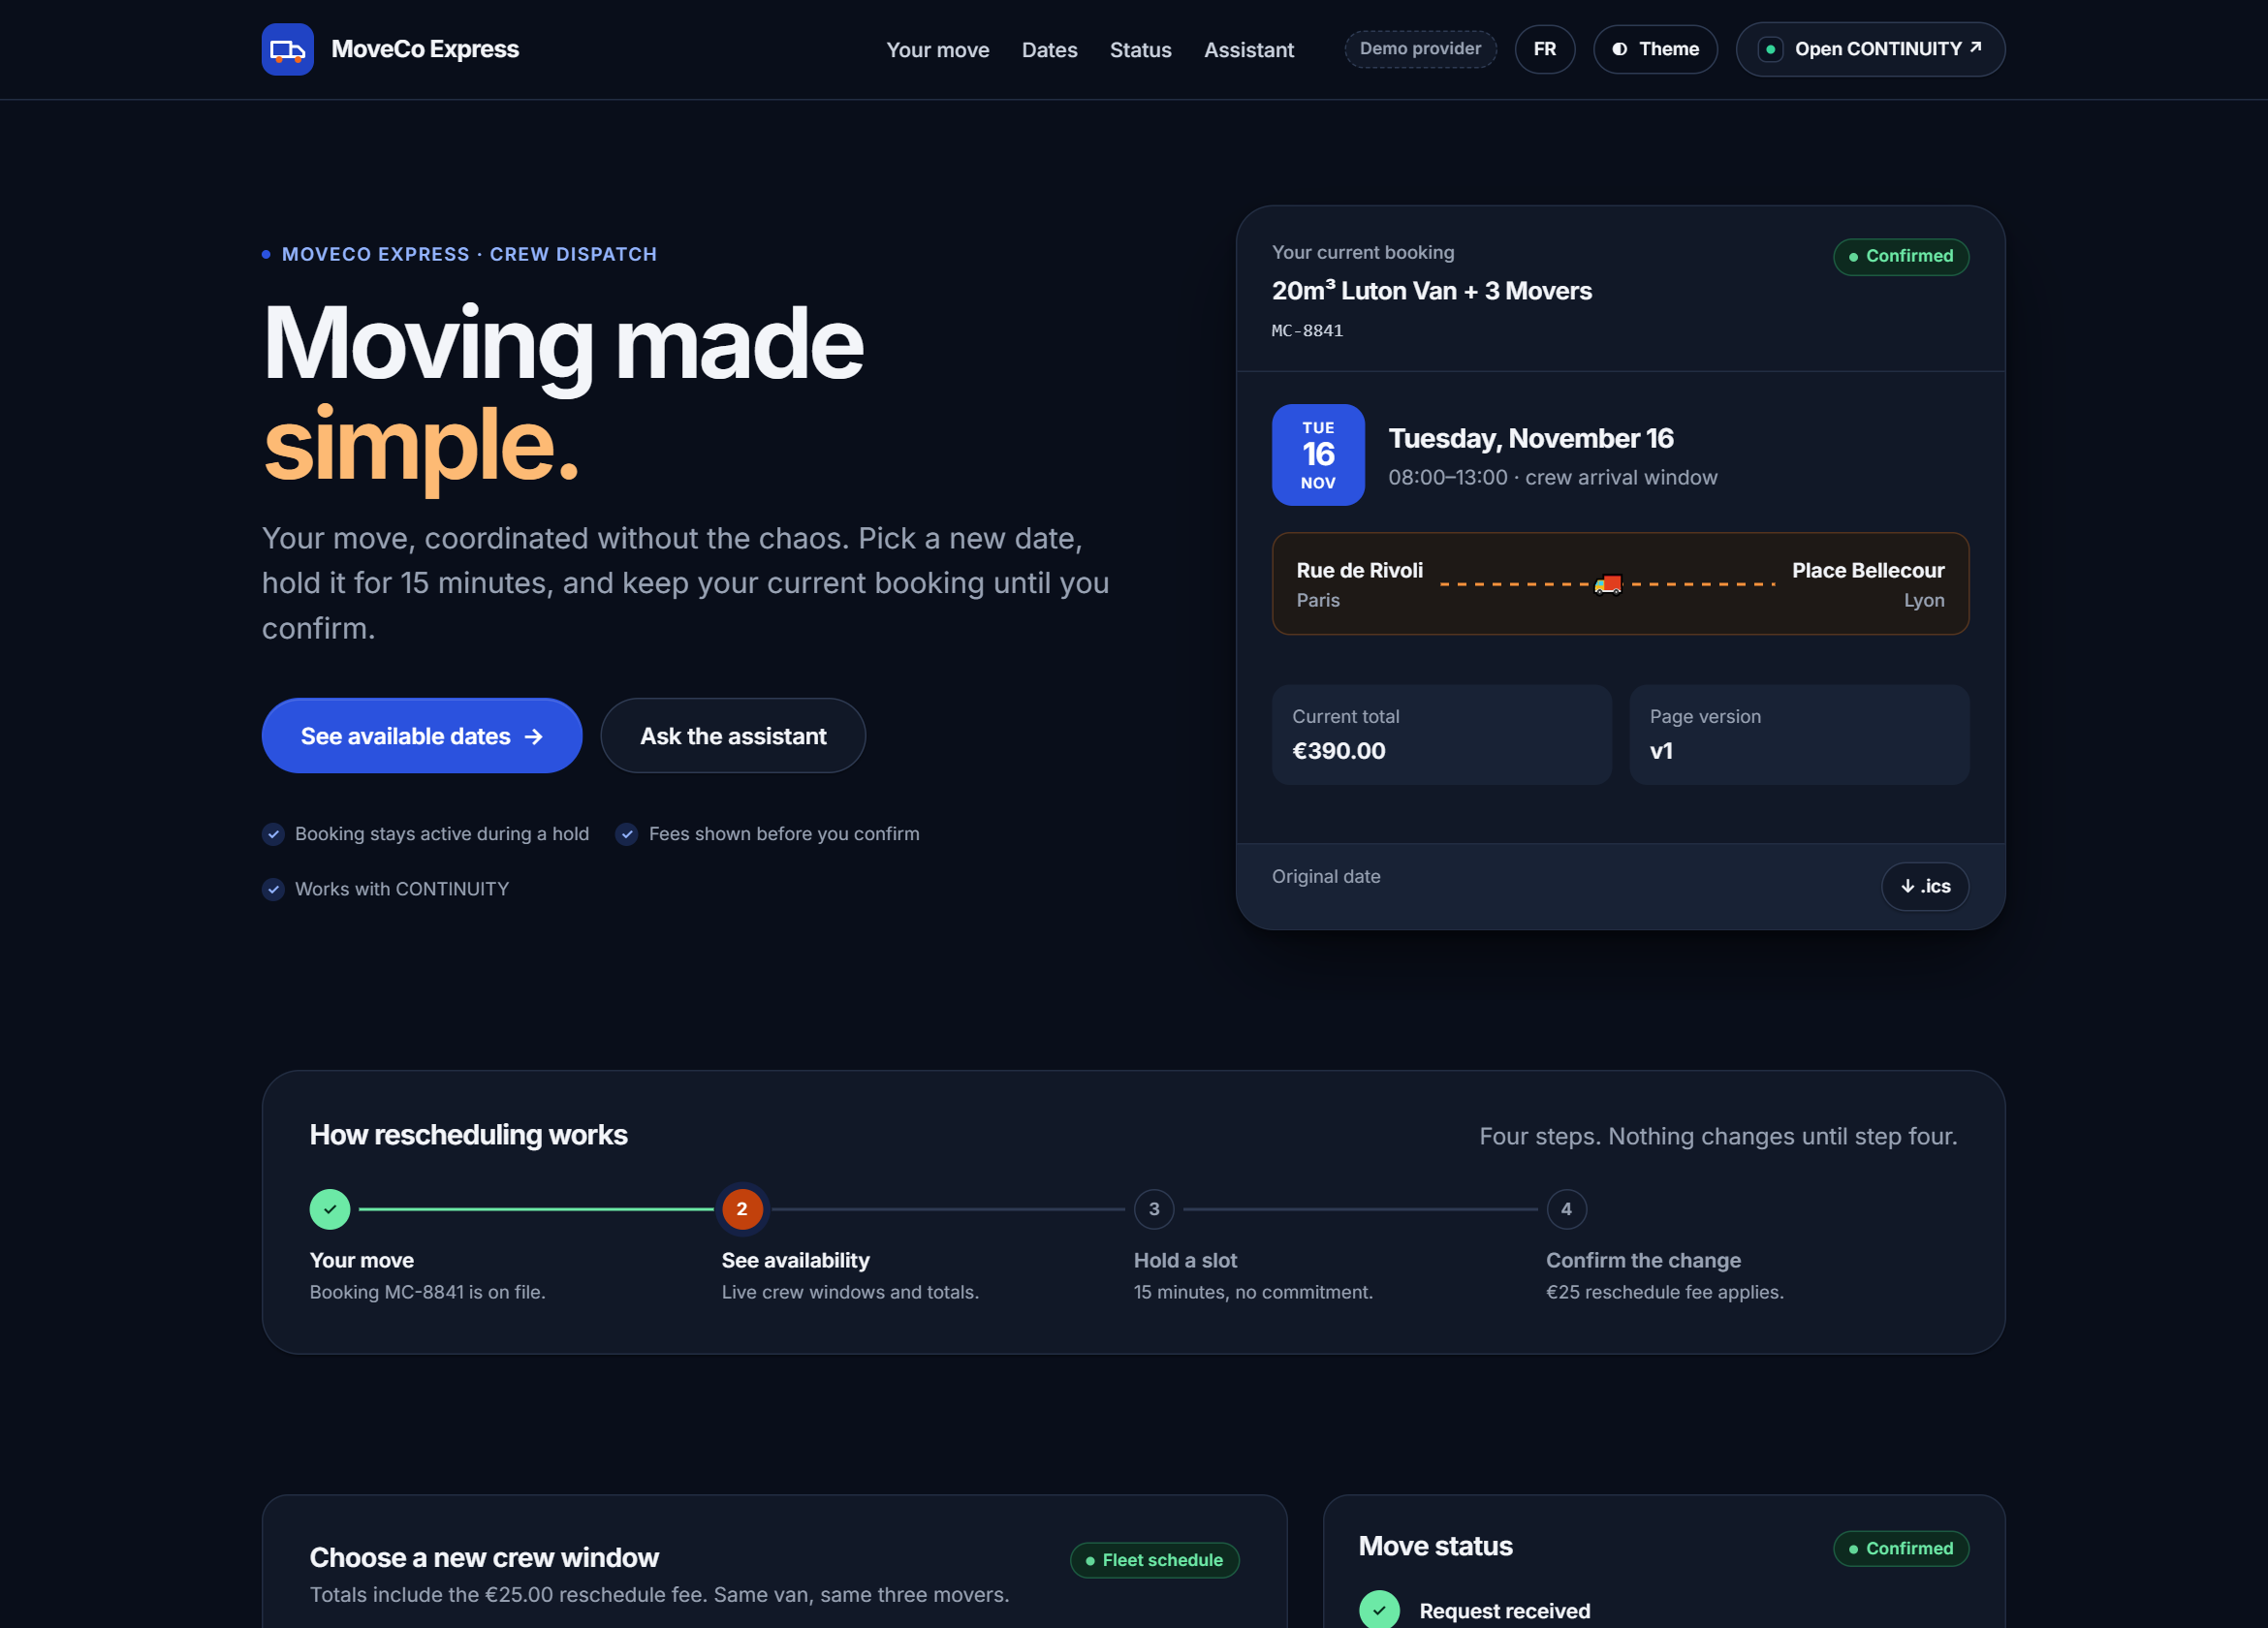 MoveCo Express
Your move
Dates
Status
Assistant
Demo provider
FR
Theme
Open CONTINUITY ↗
MOVECO EXPRESS · CREW DISPATCH
Moving made
simple.
Your move, coordinated without the chaos. Pick a new date,
hold it for 15 minutes, and keep your current booking until you
confirm.
See available dates →
Ask the assistant
Booking stays active during a hold
Fees shown before you confirm
Works with CONTINUITY
Your current booking
Confirmed
20m³ Luton Van + 3 Movers
MC-8841
TUE
16
NOV
Tuesday, November 16
08:00–13:00 · crew arrival window
Rue de Rivoli
Paris
Place Bellecour
Lyon
Current total
€390.00
Page version
v1
Original date
↓ .ics
How rescheduling works
Four steps. Nothing changes until step four.
2
3
4
Your move
Booking MC-8841 is on file.
See availability
Live crew windows and totals.
Hold a slot
15 minutes, no commitment.
Confirm the change
€25 reschedule fee applies.
Choose a new crew window
Fleet schedule
Totals include the €25.00 reschedule fee. Same van, same three movers.
Move status
Confirmed
Request received